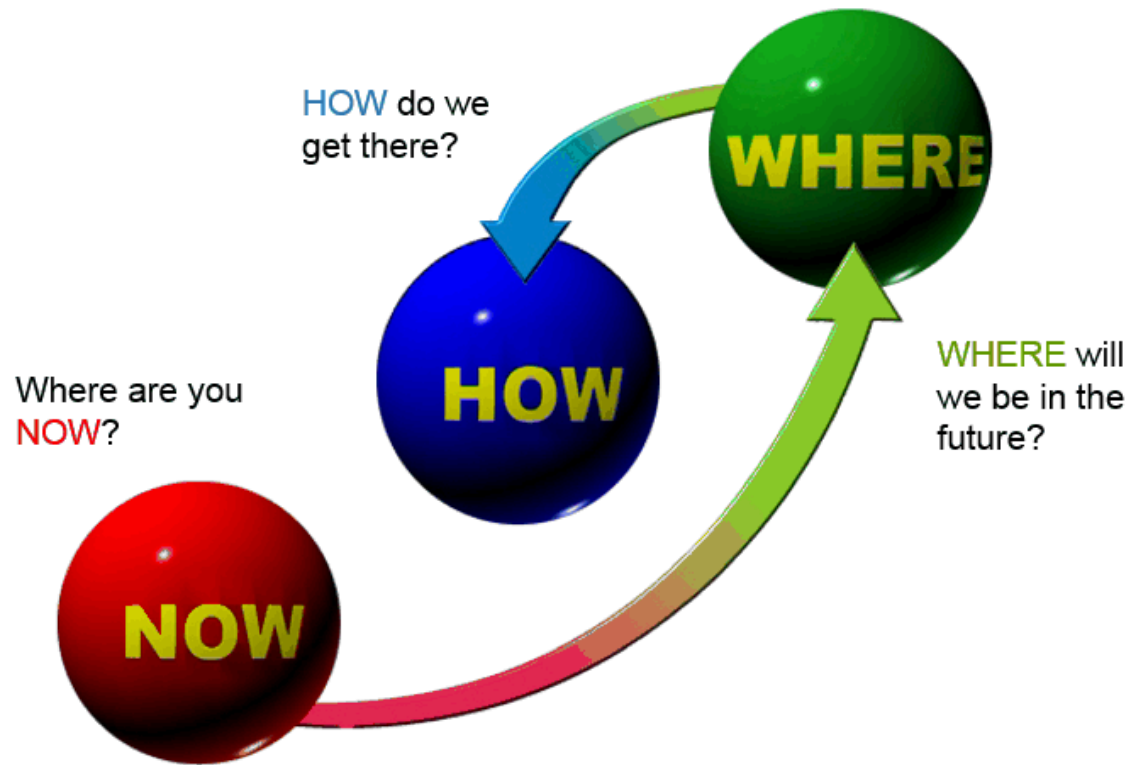 HOW do we
get there?
WHERE
HOW
WHERE will
we be in the
future?
Where are you
NOW?
NOW